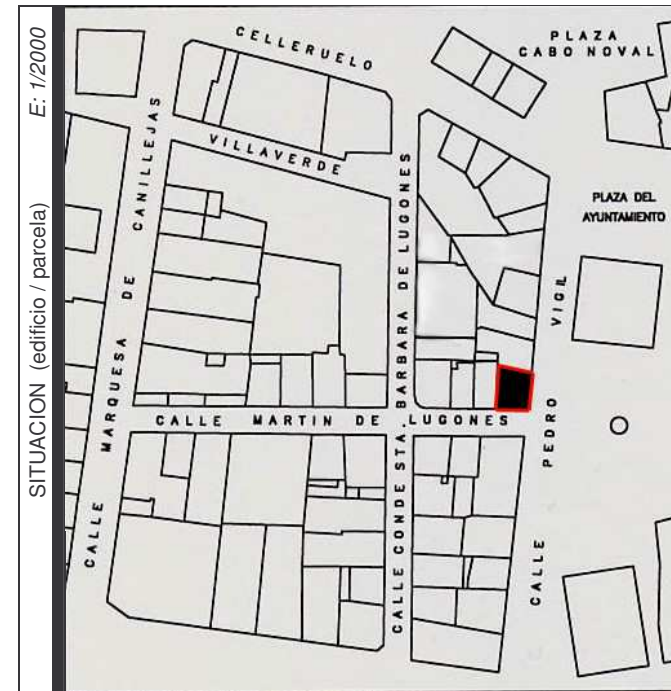 SITUACION (edificio / parcela) E: 1/2000
CELLERUELO
PLAZA
CABO NOVAL
VILLAVERDE
PLAZA DEL
AYUNTAMIENTO
CALLE MARQUESA DE CANILLEJAS
CALLE CONDE STA. BARBARA DE LUGONES
CALLE MARTIN DE LUGONES
CALLE PEDRO VIGIL